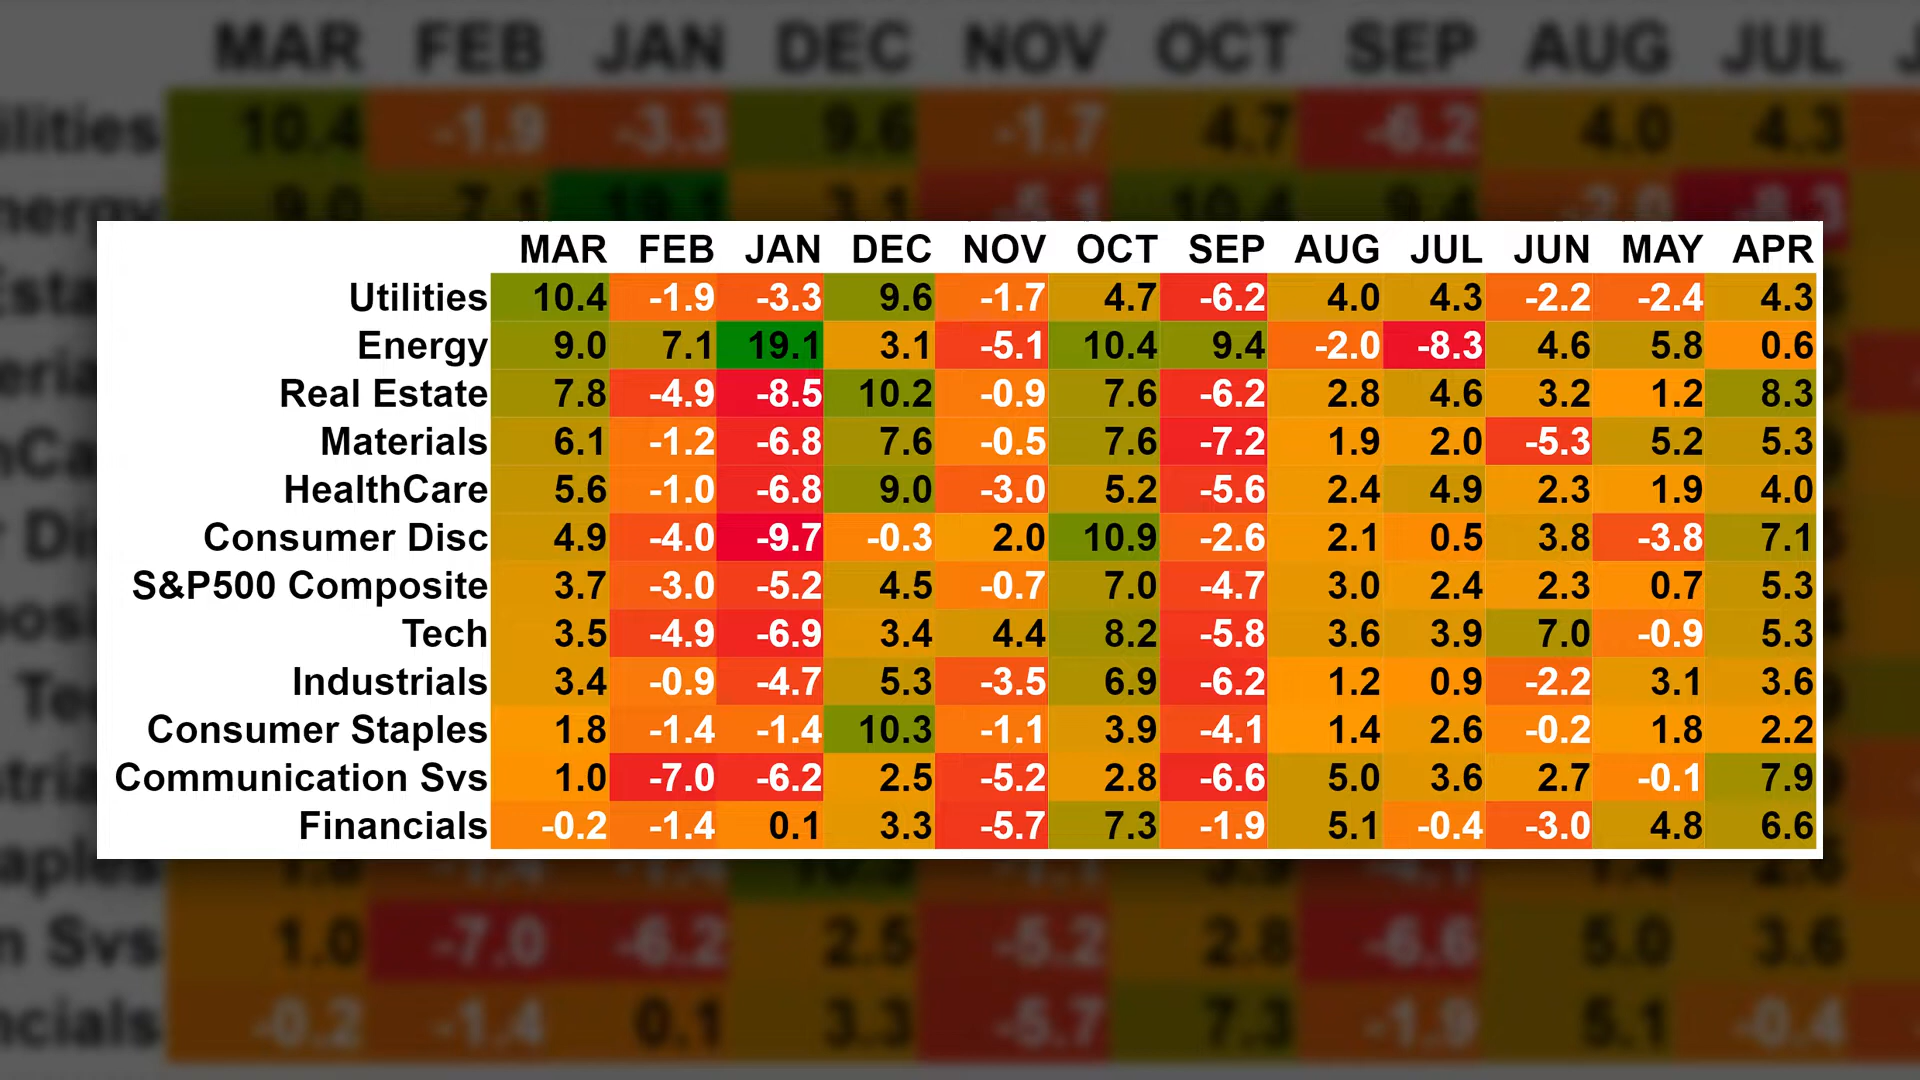 MAR FEB JAN DEC NOV OCT SEP AUG JUL JUN MAY APR
Utilities 10.4 -1.9 -3.3 9.6 -1.7 4.7 -6.2 4.0 4.3 -2.2 -2.4 4.3
Energy 9.0 7.1 19.1 3.1 -5.1 10.4 9.4 -2.0 -8.3 4.6 5.8 0.6
Real Estate 7.8 -4.9 -8.5 10.2 -0.9 7.6 -6.2 2.8 4.6 3.2 1.2 8.3
Materials 6.1 -1.2 -6.8 7.6 -0.5 7.6 -7.2 1.9 2.0 -5.3 5.2 5.3
HealthCare 5.6 -1.0 -6.8 9.0 -3.0 5.2 -5.6 2.4 4.9 2.3 1.9 4.0
Consumer Disc 4.9 -4.0 -9.7 -0.3 2.0 10.9 -2.6 2.1 0.5 3.8 -3.8 7.1
S&P500 Composite 3.7 -3.0 -5.2 4.5 -0.7 7.0 -4.7 3.0 2.4 2.3 0.7 5.3
Tech 3.5 -4.9 -6.9 3.4 4.4 8.2 -5.8 3.6 3.9 7.0 -0.9 5.3
Industrials 3.4 -0.9 -4.7 5.3 -3.5 6.9 -6.2 1.2 0.9 -2.2 3.1 3.6
Consumer Staples 1.8 -1.4 -1.4 10.3 -1.1 3.9 -4.1 1.4 2.6 -0.2 1.8 2.2
Communication Svs 1.0 -7.0 -6.2 2.5 -5.2 2.8 -6.6 5.0 3.6 2.7 -0.1 7.9
Financials -0.2 -1.4 0.1 3.3 -5.7 7.3 -1.9 5.1 -0.4 -3.0 4.8 6.6